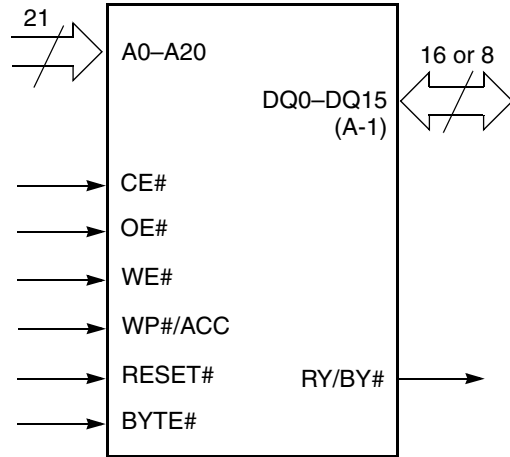 21
A0–A20
16 or 8
DQ0–DQ15
(A-1)
CE#
OE#
WE#
WP#/ACC
RESET#
RY/BY#
BYTE#